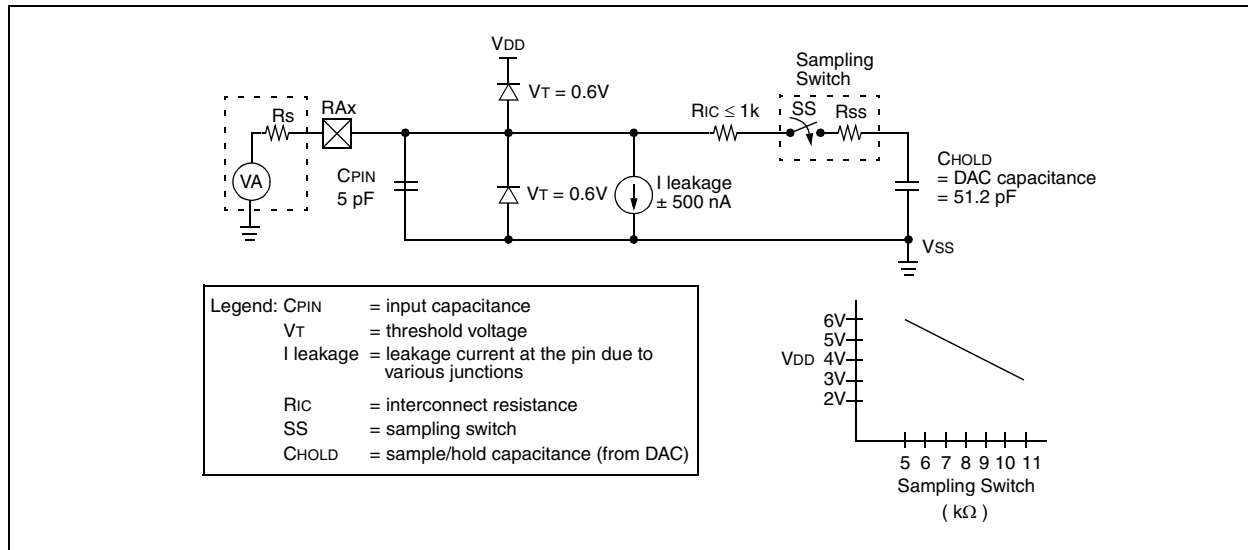 VDD
Sampling
Switch
VT = 0.6V
RAx
Rs
RIC ≤ 1k
SS
RSS
VA
CPIN
5 pF
VT = 0.6V
I leakage
± 500 nA
CHOLD
= DAC capacitance
= 51.2 pF
VSS
Legend: CPIN = input capacitance
VT = threshold voltage
I leakage = leakage current at the pin due to
various junctions
RIC = interconnect resistance
SS = sampling switch
CHOLD = sample/hold capacitance (from DAC)
6V
5V
VDD
4V
3V
2V
5 6 7 8 9 10 11
Sampling Switch
( kΩ )